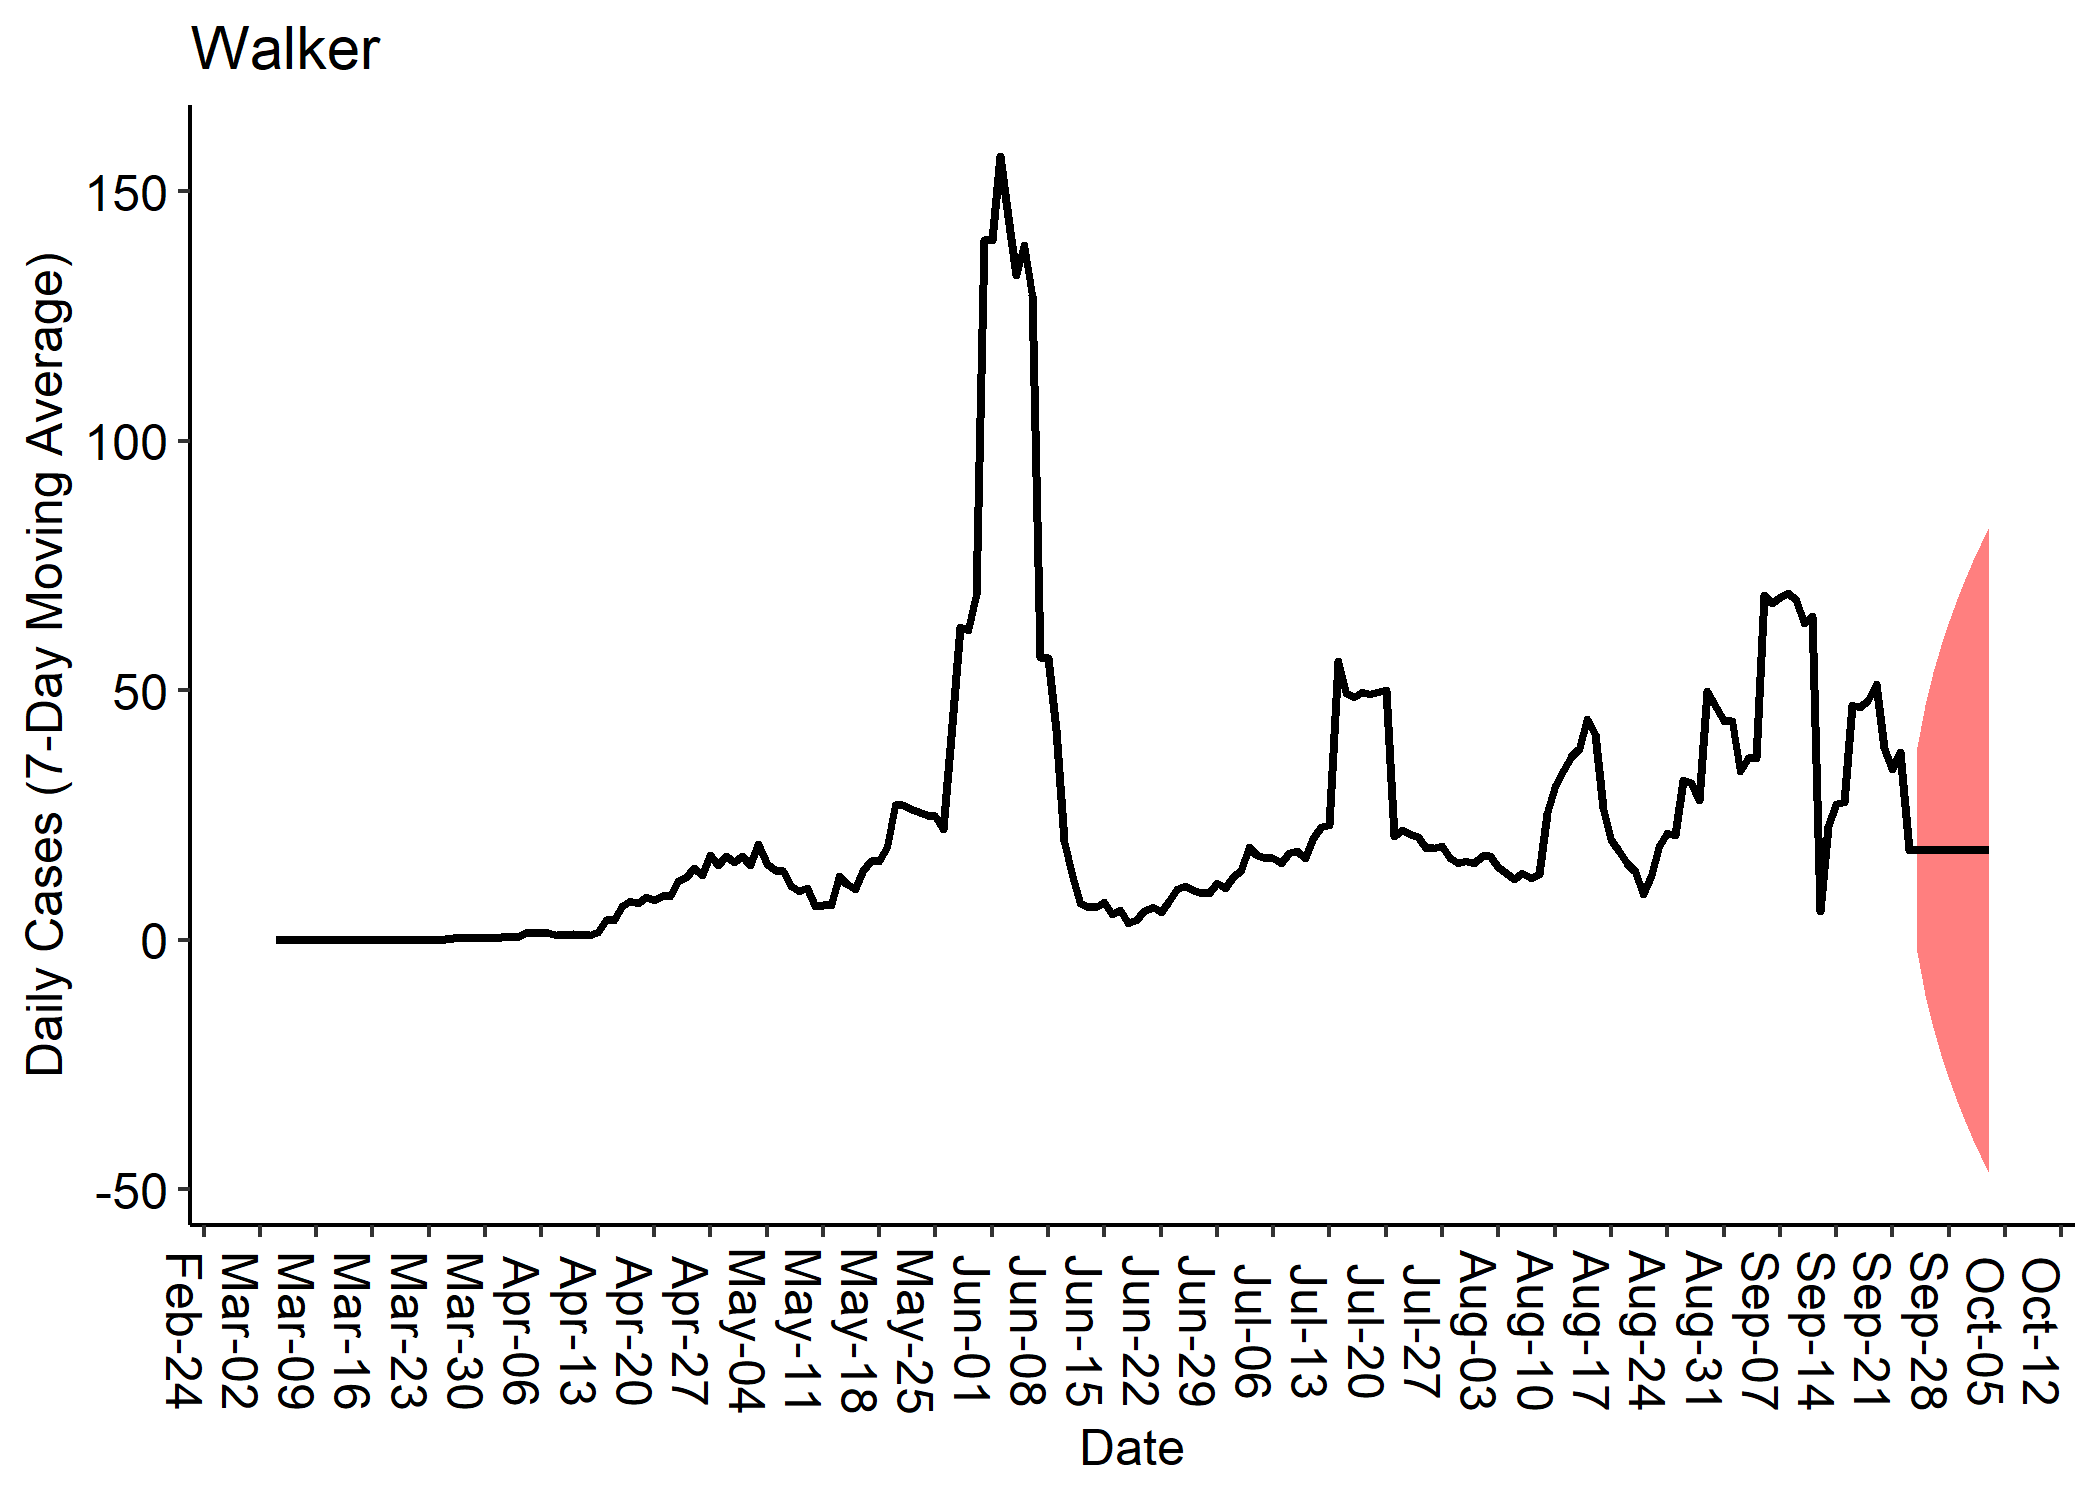 Walker
Daily Cases (7-Day Moving Average)
150
100
50
0
-50
Feb-24
Mar-02
Mar-09
Mar-16
Mar-23
Mar-30
Apr-06
Apr-13
Apr-20
Apr-27
May-04
May-11
May-18
May-25
Jun-01
Jun-08
Jun-15
Jun-22
Jun-29
Jul-06
Jul-13
Jul-20
Jul-27
Aug-03
Aug-10
Aug-17
Aug-24
Aug-31
Sep-07
Sep-14
Sep-21
Sep-28
Oct-05
Oct-12
Date